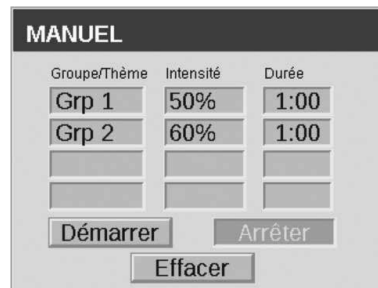 MANUEL
Groupe/Thème Intensité Durée
Grp 1 50% 1:00
Grp 2 60% 1:00
Démarrer Arrêter
Effacer